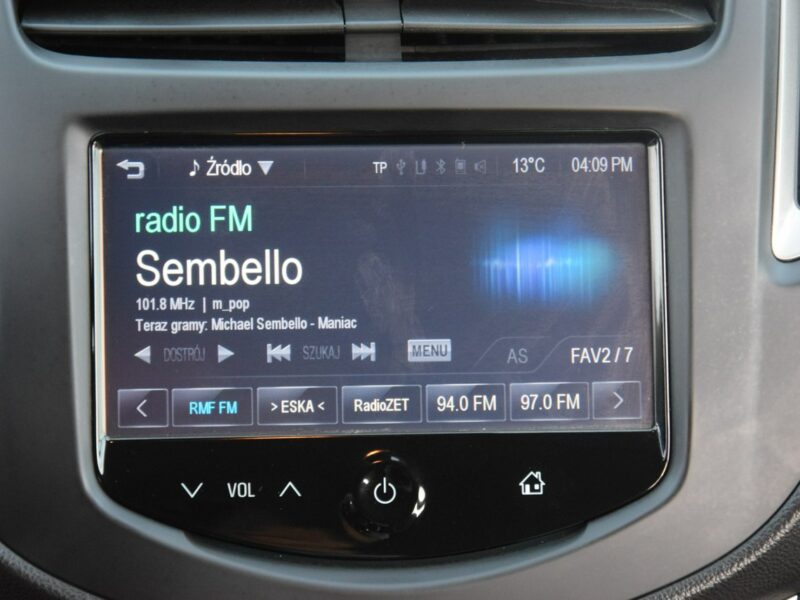 Źródło TP 13°C 04:09 PM
radio FM
Sembello
101.8 MHz | m_pop
Teraz gramy: Michael Sembello - Maniac
DOSTRÓJ SZUKAJ MENU AS FAV2 / 7
< RMF FM > ESKA < RadioZET 94.0 FM 97.0 FM >
VOL